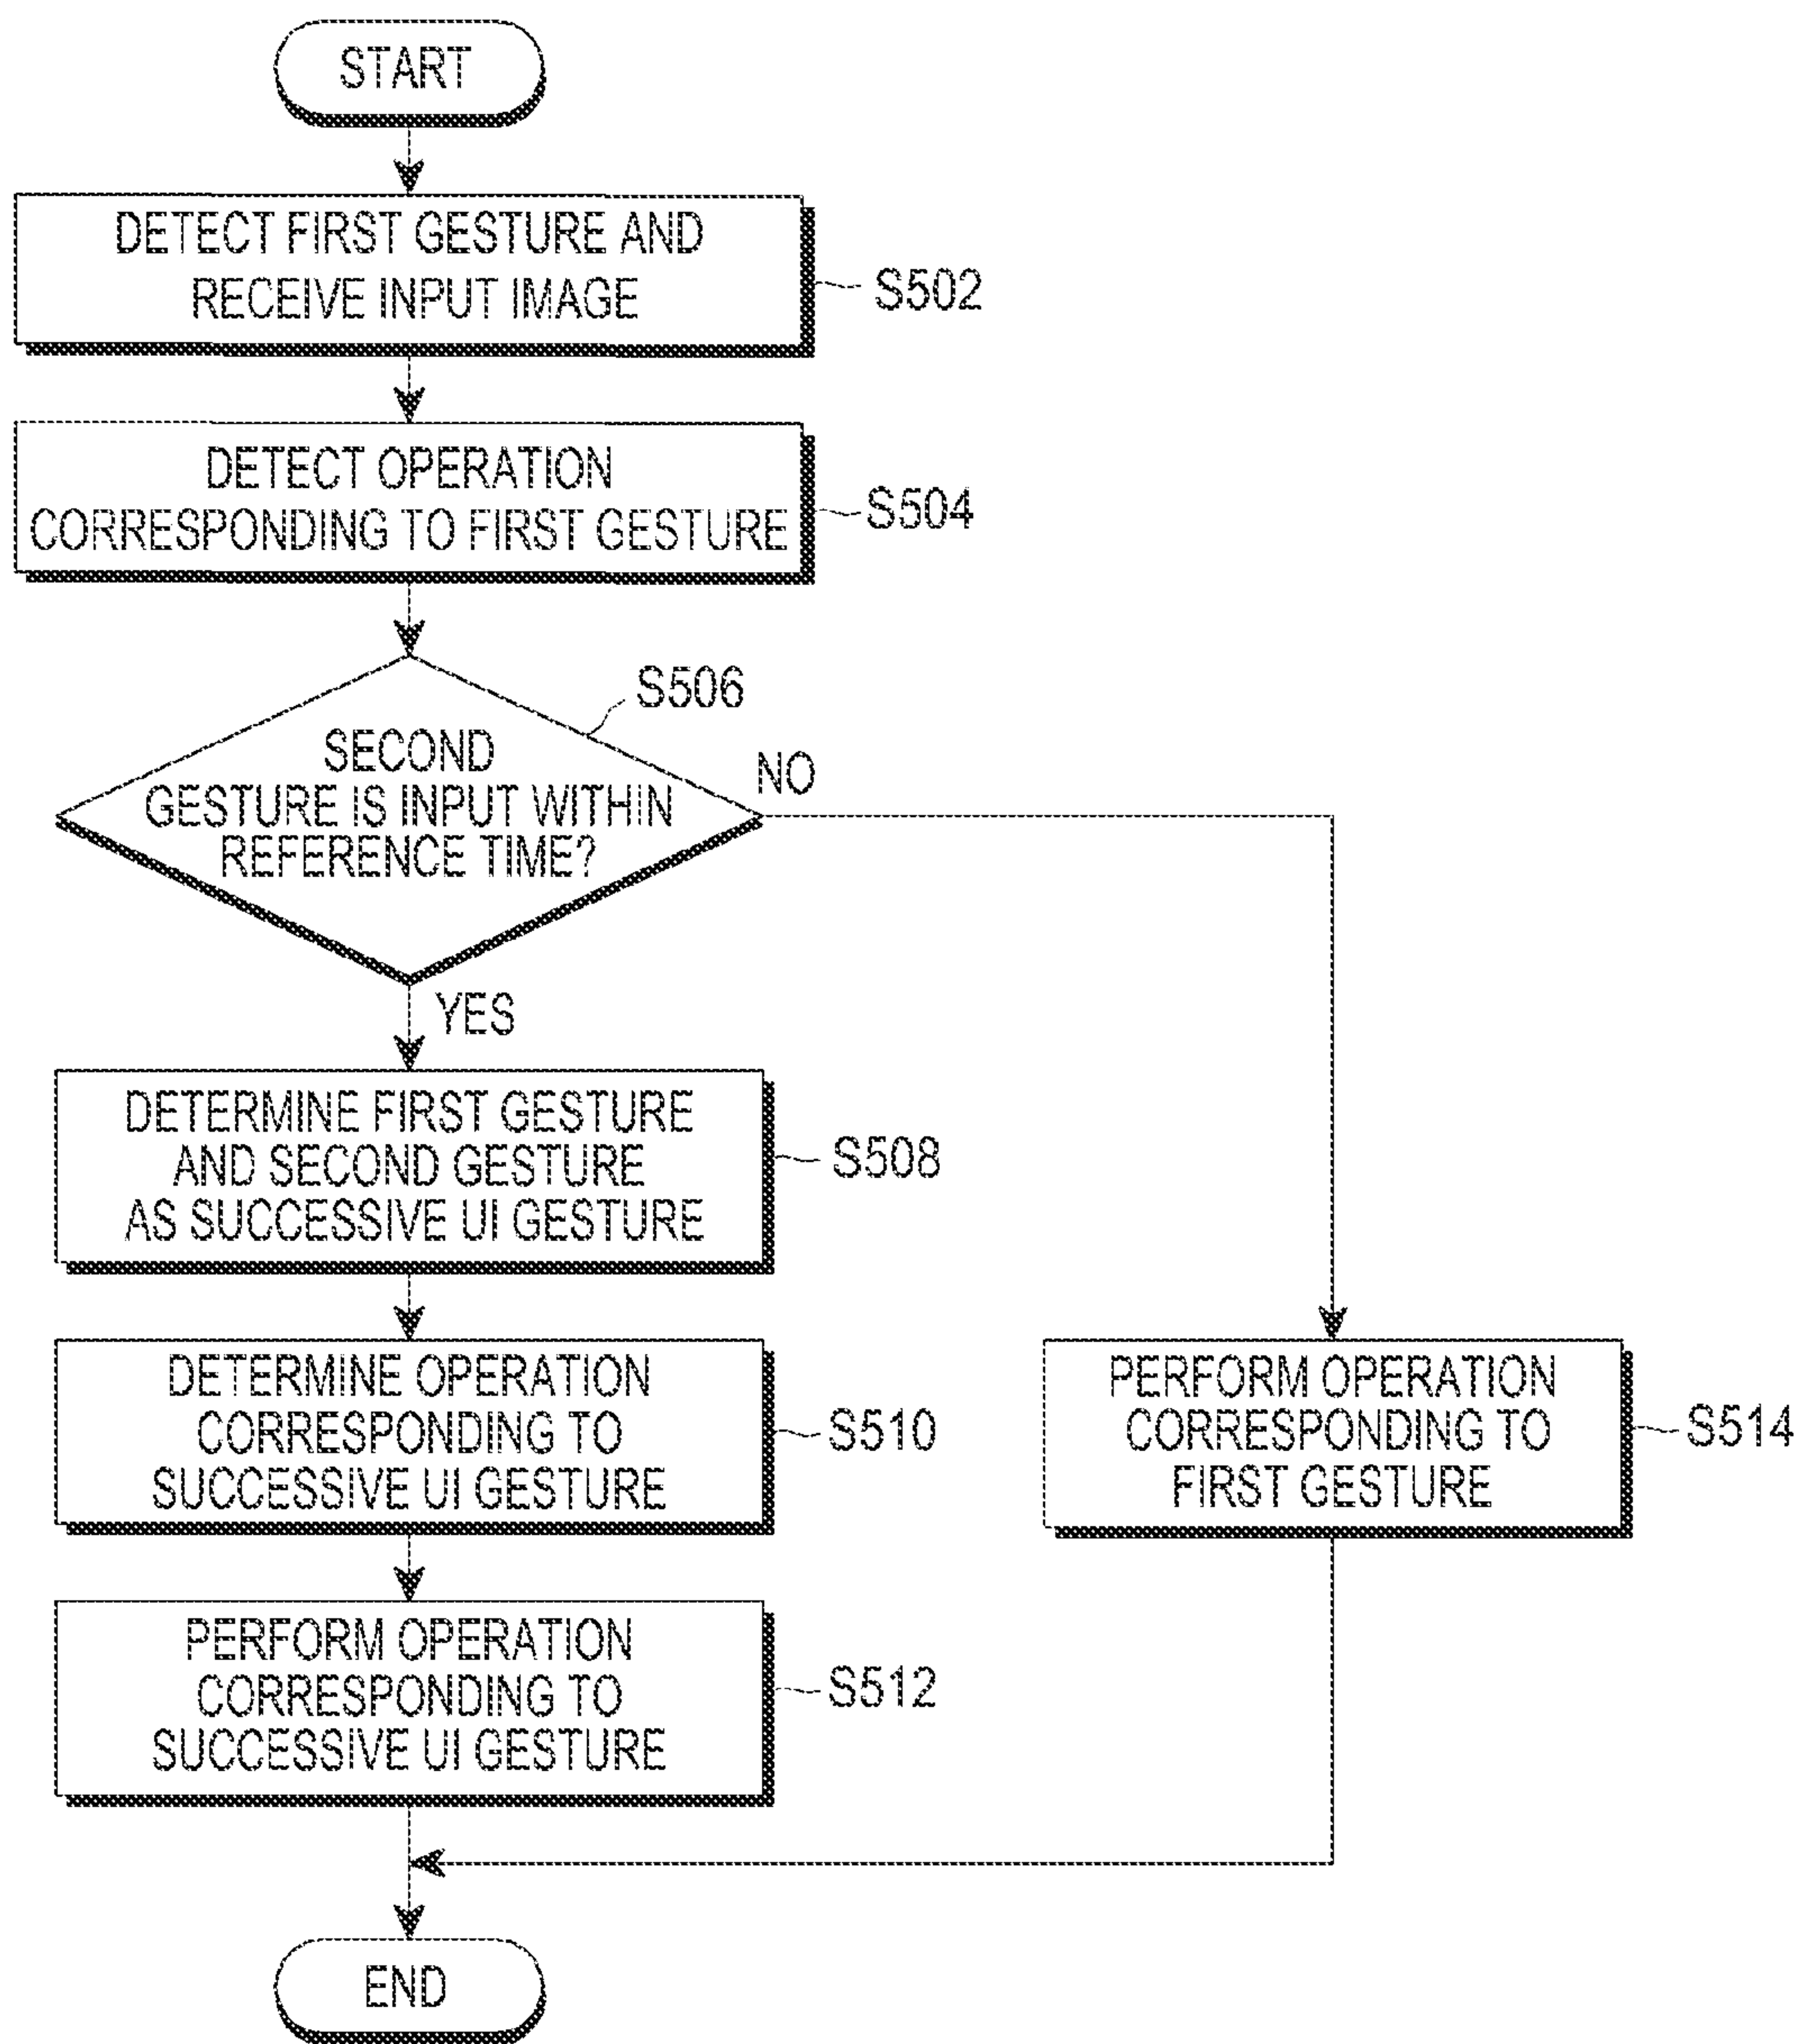 START
DETECT FIRST GESTURE AND
RECEIVE INPUT IMAGE
S502
DETECT OPERATION
CORRESPONDING TO FIRST GESTURE
S504
S506
SECOND
GESTURE IS INPUT WITHIN
REFERENCE TIME?
NO
YES
DETERMINE FIRST GESTURE
AND SECOND GESTURE
AS SUCCESSIVE UI GESTURE
S508
DETERMINE OPERATION
CORRESPONDING TO
SUCCESSIVE UI GESTURE
S510
PERFORM OPERATION
CORRESPONDING TO
FIRST GESTURE
S514
PERFORM OPERATION
CORRESPONDING TO
SUCCESSIVE UI GESTURE
S512
END